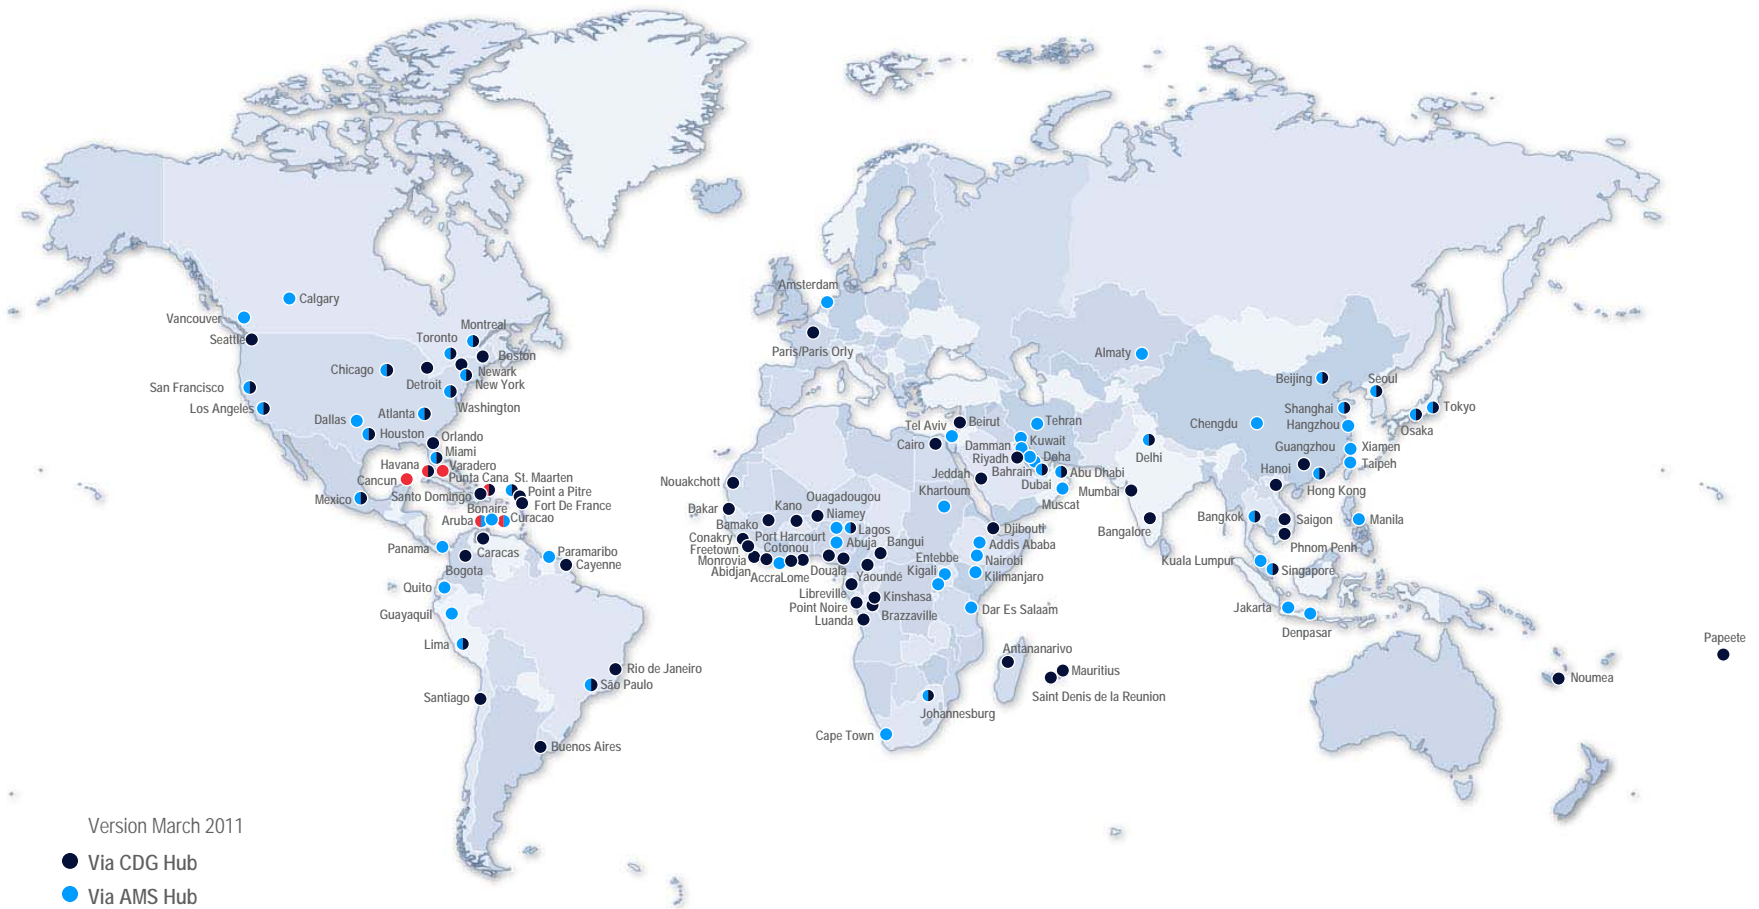 Amsterdam
Calgary
Vancouver
Seattle
Montreal
Toronto
Boston
Paris/Paris Orly
Almaty
Chicago
Newark
Detroit
New York
San Francisco
Washington
Beijing
Seoul
Los Angeles
Atlanta
Dallas
Houston
Shanghai
Tokyo
Hangzhou
Osaka
Chengdu
Tel Aviv
Beirut
Tehran
Orlando
Miami
Cairo
Damman
Kuwait
Delhi
Guangzhou
Xiamen
Riyadh
Doha
Taipeh
Havana
Varadero
Cancun
Punta Cana
St. Maarten
Jeddah
Bahrain
Abu Dhabi
Hanoi
Nouakchott
Dubai
Mumbai
Hong Kong
Mexico
Santo Domingo
Point a Pitre
Fort De France
Bonaire
Khartoum
Muscat
Ouagadougou
Dakar
Kano
Niamey
Aruba
Curacao
Bamako
Lagos
Djibouti
Bangalore
Bangkok
Saigon
Manila
Conakry
Port Harcourt
Abuja
Bangui
Addis Ababa
Phnom Penh
Panama
Caracas
Paramaribo
Freetown
Cotonou
Monrovia
Entebbe
Nairobi
Kuala Lumpur
Cayenne
Bogota
Abidjan
Accra
Lome
Douala
Yaoundé
Kigali
Kilimanjaro
Singapore
Quito
Libreville
Kinshasa
Guayaquil
Point Noire
Brazzaville
Dar Es Salaam
Jakarta
Luanda
Denpasar
Lima
Papeete
Antananarivo
Rio de Janeiro
Mauritius
Noumea
São Paulo
Santiago
Saint Denis de la Reunion
Johannesburg
Cape Town
Buenos Aires
Version March 2011
Via CDG Hub
Via AMS Hub